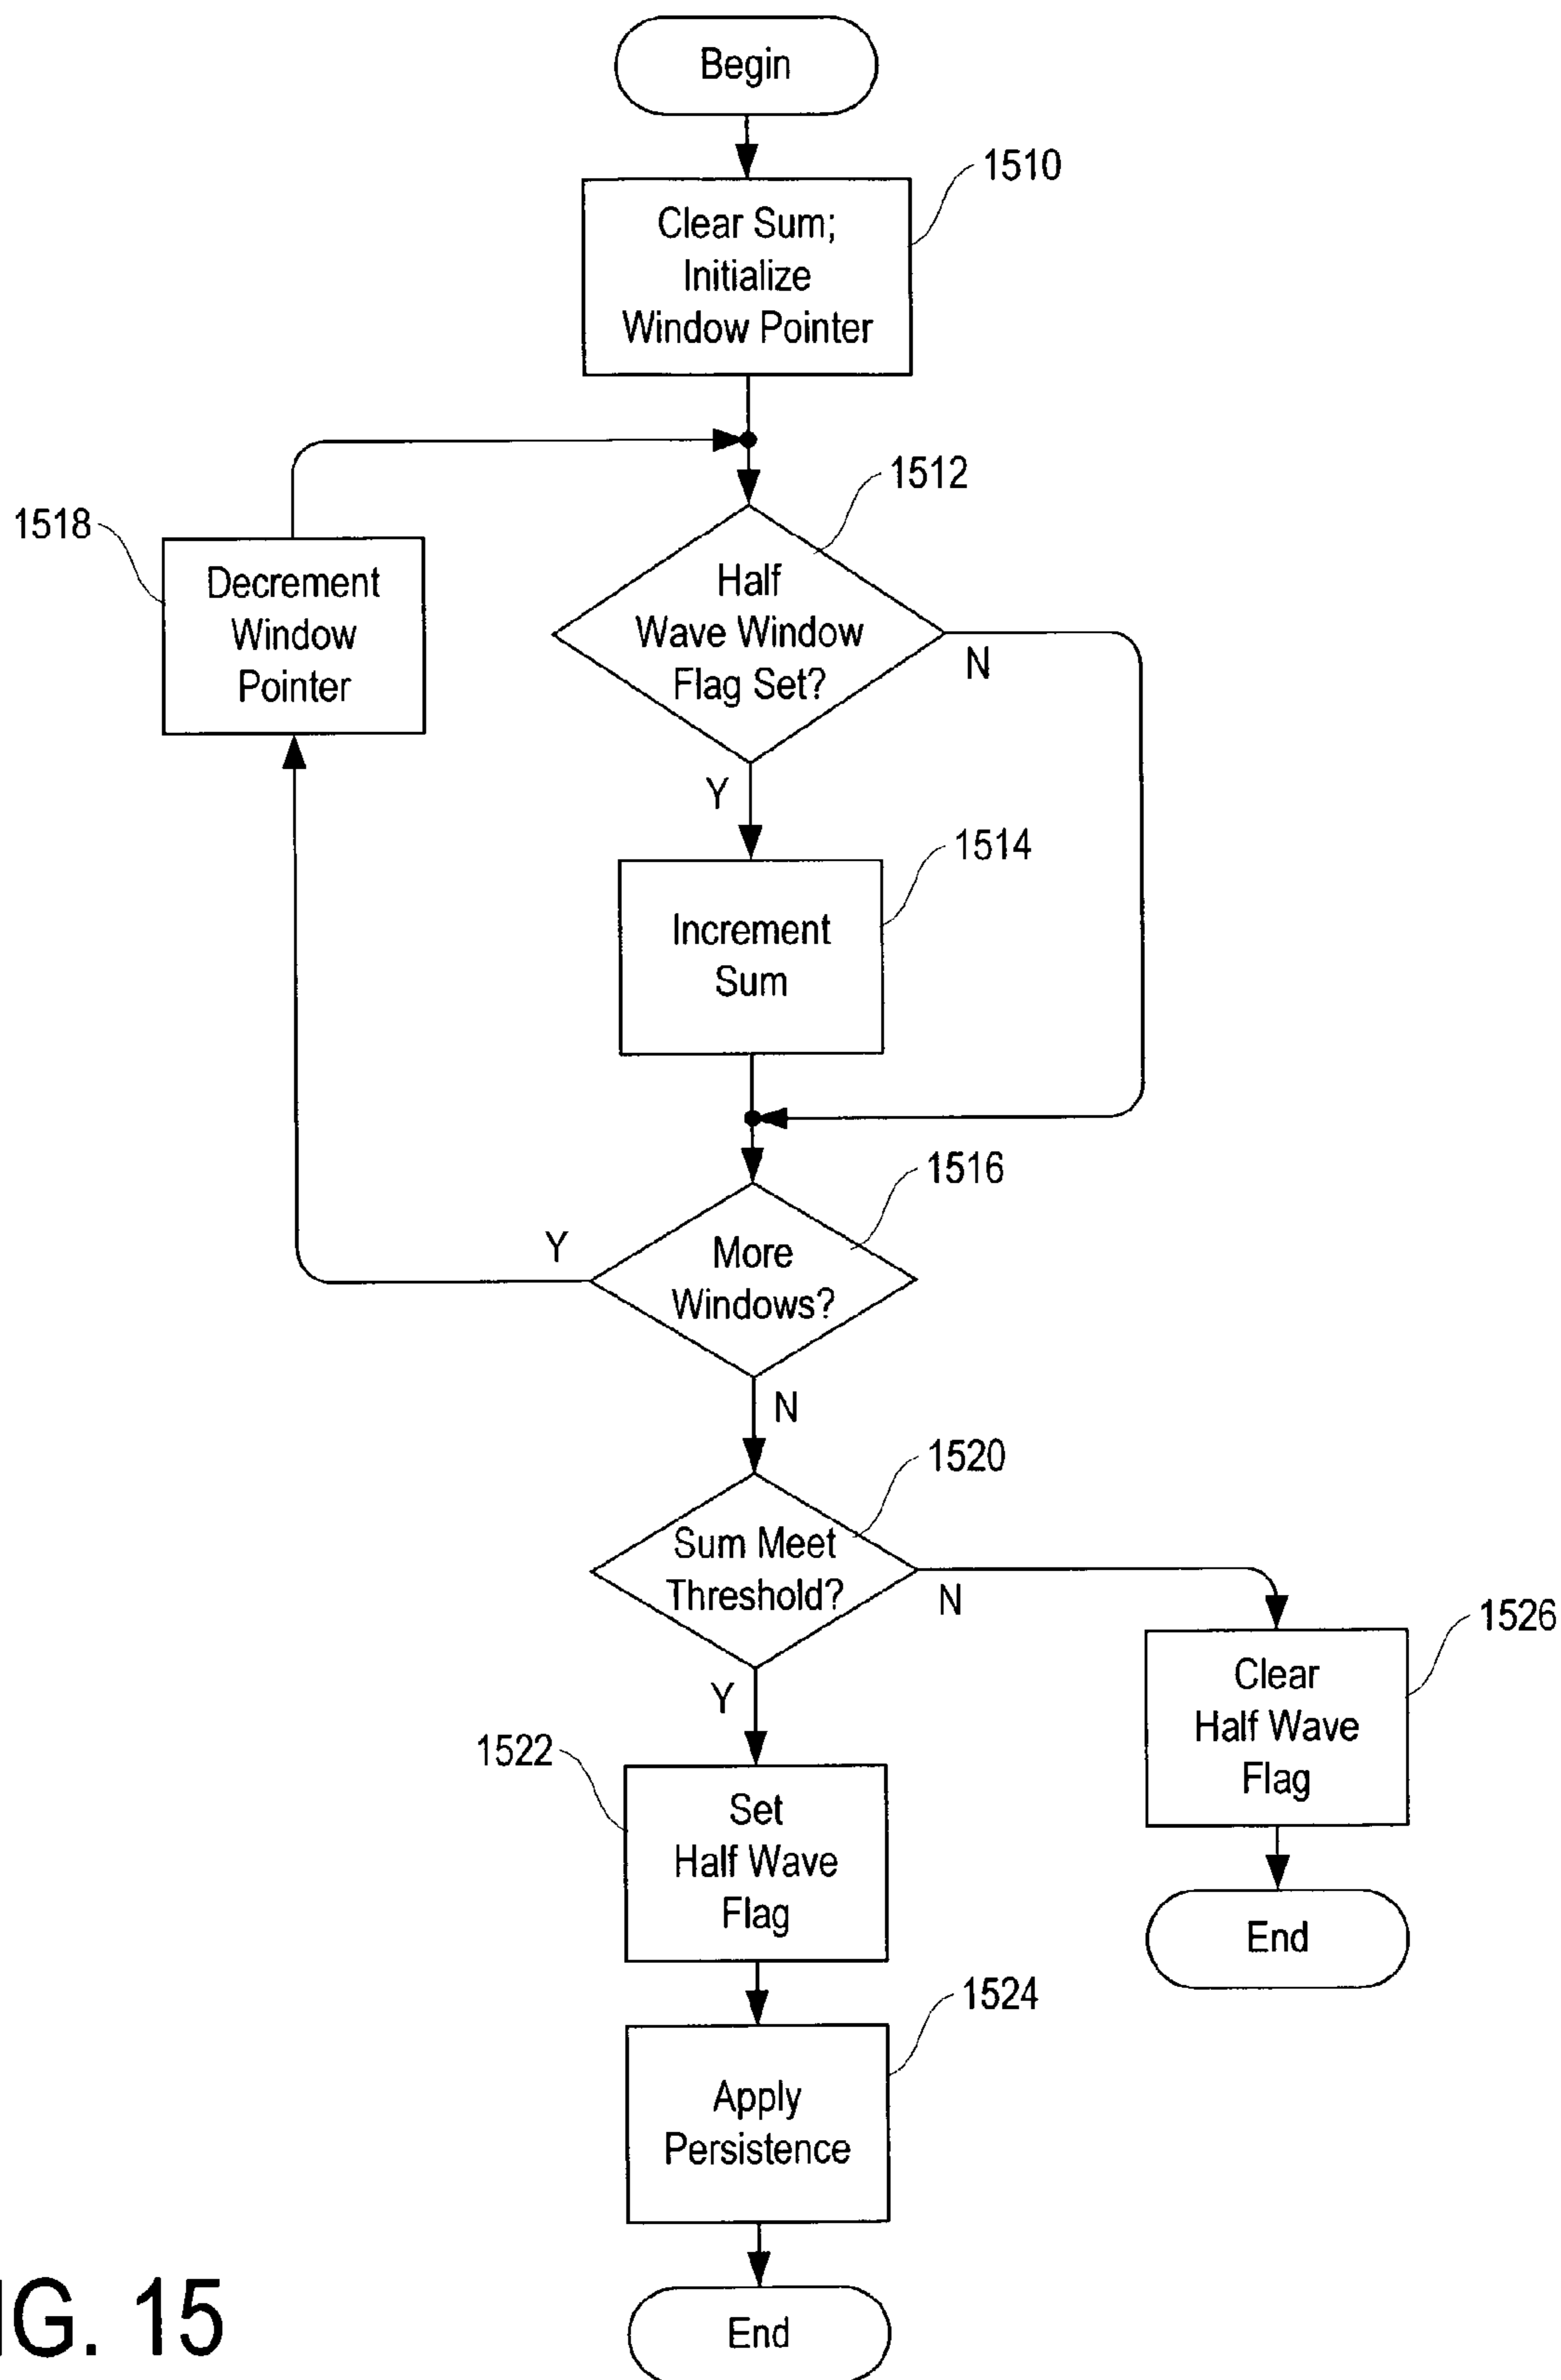 Begin
1510
Clear Sum;
Initialize
Window Pointer
1512
1518
Half
Wave Window
Flag Set?
N
Decrement
Window
Pointer
Y
1514
Increment
Sum
1516
More
Windows?
Y
N
1520
Sum Meet
Threshold?
N
Y
1526
Clear
Half Wave
Flag
End
1522
Set
Half Wave
Flag
1524
Apply
Persistence
End
IG. 15